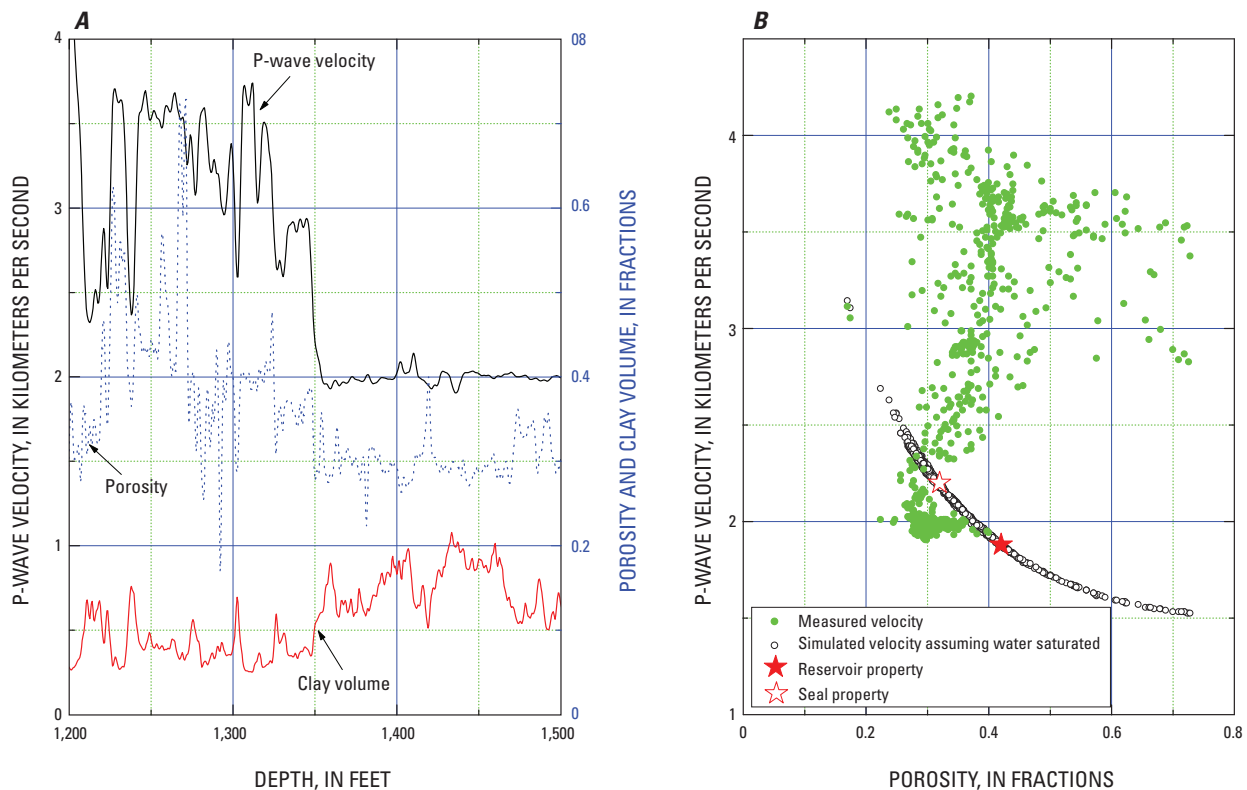 A
4
3
2
1
0
P-WAVE VELOCITY, IN KILOMETERS PER SECOND
P-wave velocity
Porosity
Clay volume
08
0.6
0.4
0.2
0
POROSITY AND CLAY VOLUME, IN FRACTIONS
1,200
1,300
1,400
1,500
DEPTH, IN FEET
B
4
3
2
1
P-WAVE VELOCITY, IN KILOMETERS PER SECOND
Measured velocity
Simulated velocity assuming water saturated
Reservoir property
Seal property
0
0.2
0.4
0.6
0.8
POROSITY, IN FRACTIONS